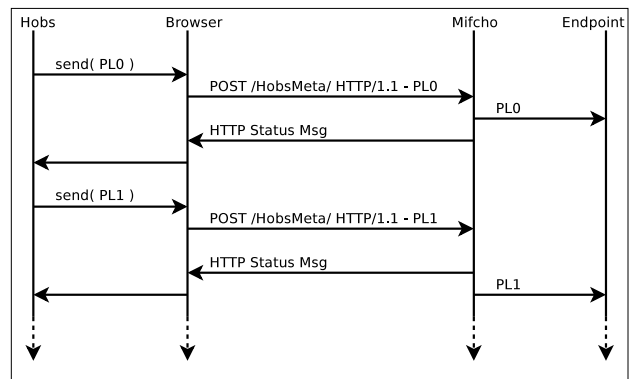 Hobs Browser Mifcho Endpoint
send( PL0 )
POST /HobsMeta/ HTTP/1.1 - PL0
PL0
HTTP Status Msg
send( PL1 )
POST /HobsMeta/ HTTP/1.1 - PL1
HTTP Status Msg
PL1